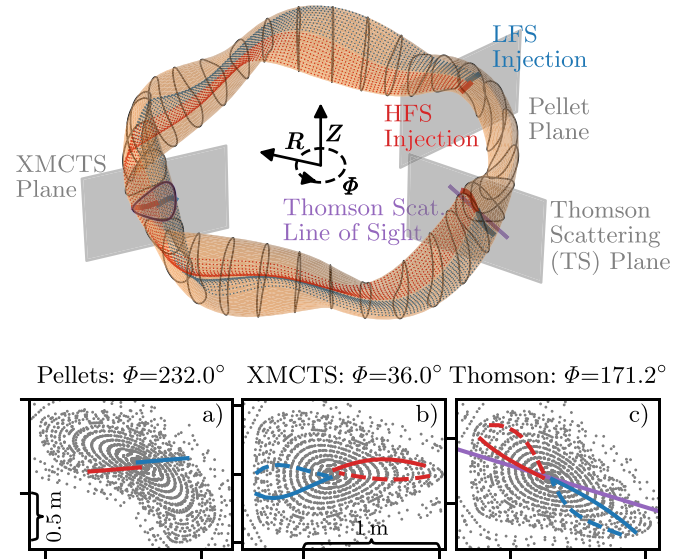 LFS
Injection
HFS
Injection
Pellet
Plane
R
Z
Φ
XMCTS
Plane
Thomson Scat.
Line of Sight
Thomson
Scattering
(TS) Plane
Pellets: Φ=232.0°
XMCTS: Φ=36.0°
Thomson: Φ=171.2°
a)
b)
c)
0.5 m
1 m